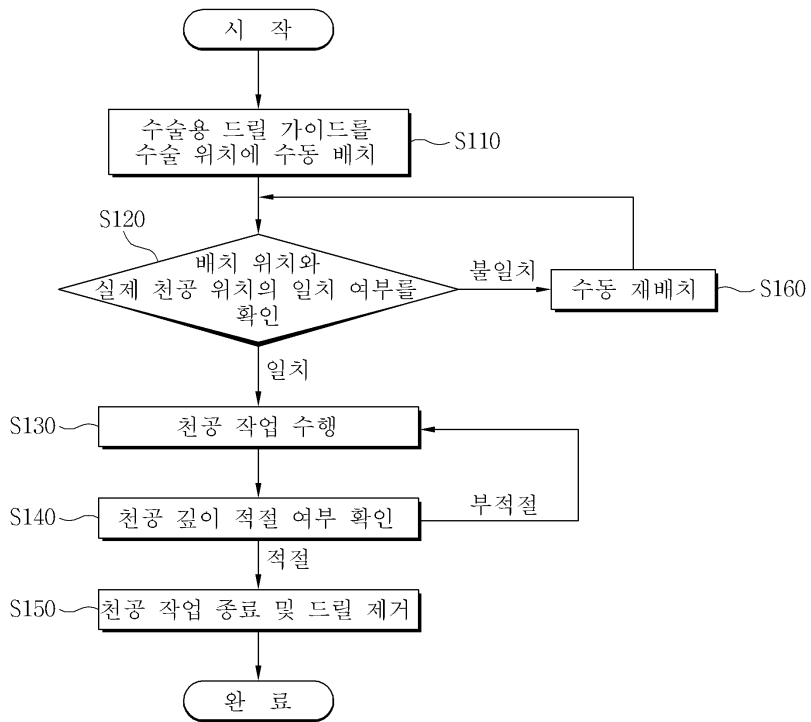 시 작
수술용 드릴 가이드를
수술 위치에 수동 배치
S110
S120
배치 위치와
실제 천공 위치의 일치 여부를
확인
불일치
수동 재배치
S160
일치
S130
천공 작업 수행
S140
천공 깊이 적절 여부 확인
부적절
적절
S150
천공 작업 종료 및 드릴 제거
완 료